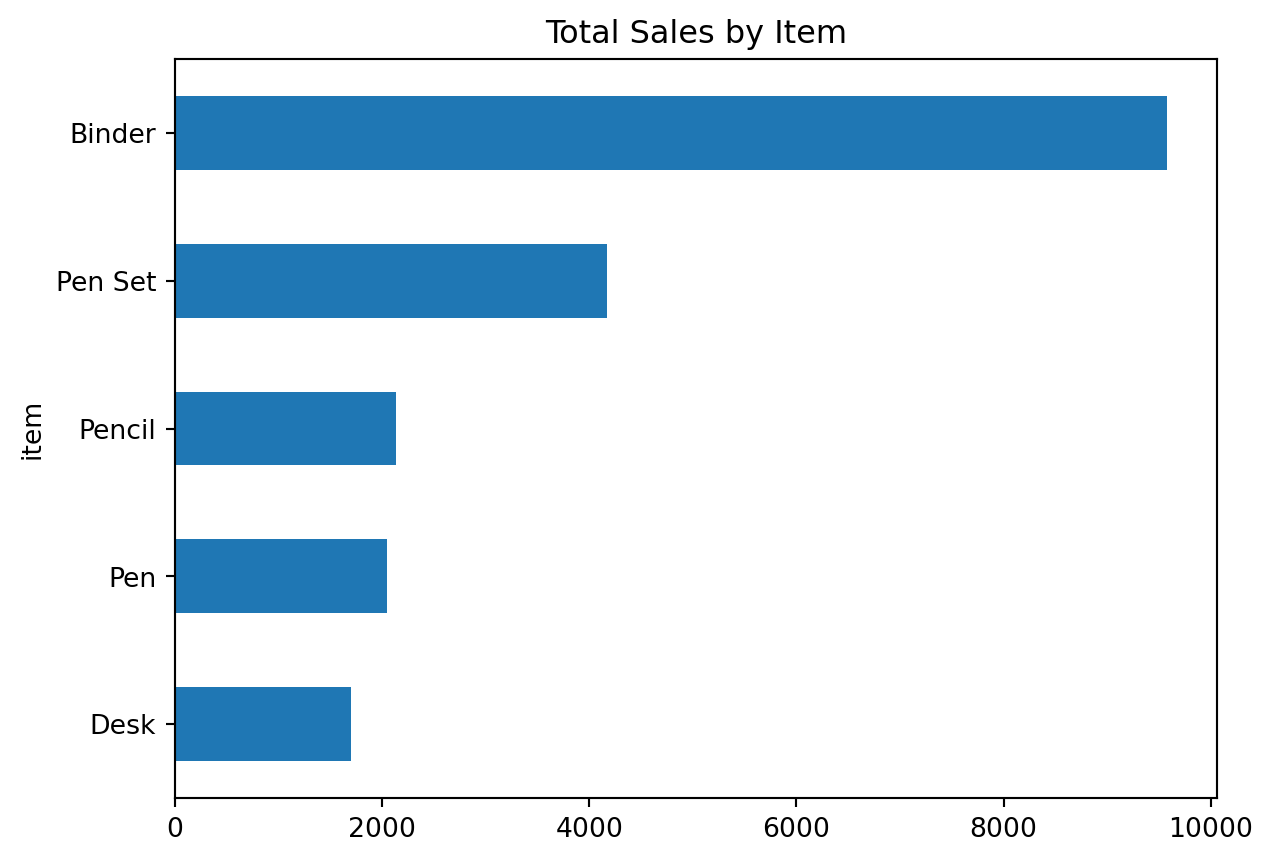 Total Sales by Item
Binder
Pen Set
Pencil
Pen
Desk
item
0 2000 4000 6000 8000 10000